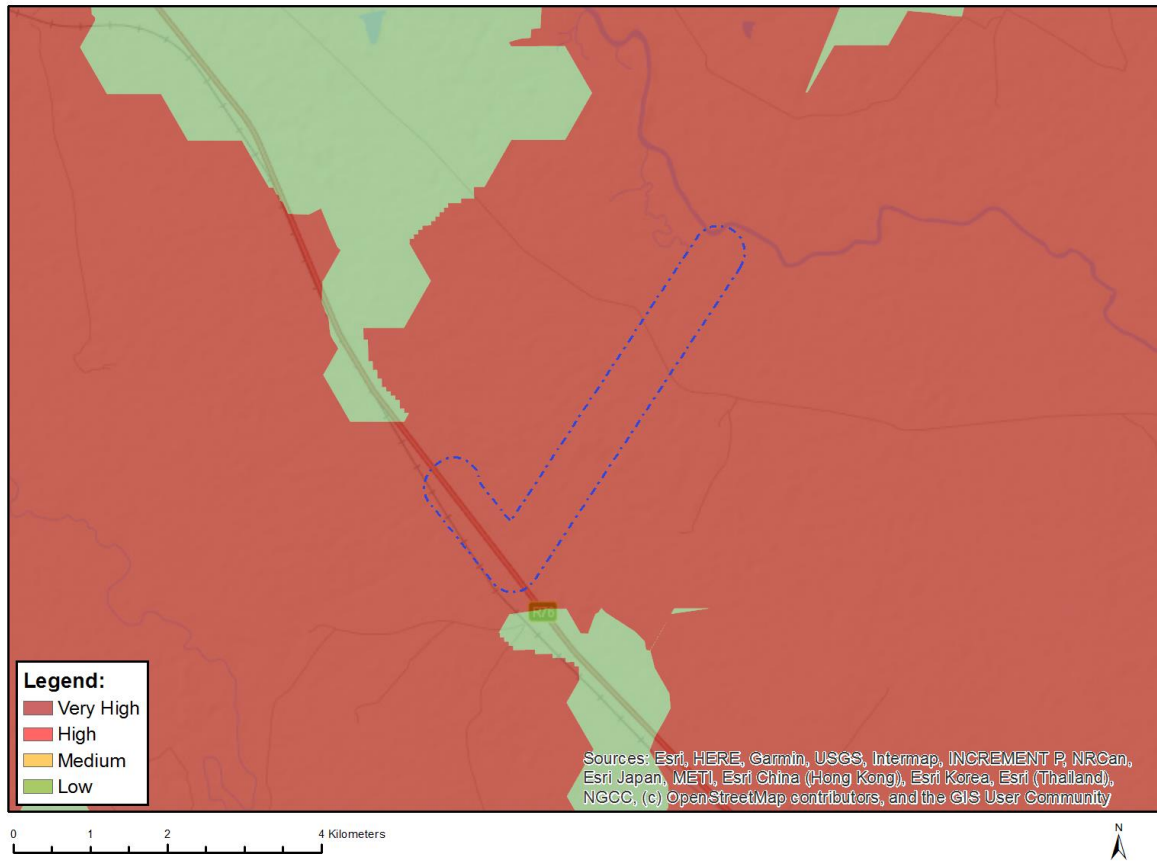 R76
Legend:
Very High
High
Medium
Low
Sources: Esri, HERE, Garmin, USGS, Intermap, INCREMENT P, NRCan,
Esri Japan, METI, Esri China (Hong Kong), Esri Korea, Esri (Thailand),
NGCC, (c) OpenStreetMap contributors, and the GIS User Community
0 1 2 4 Kilometers
N